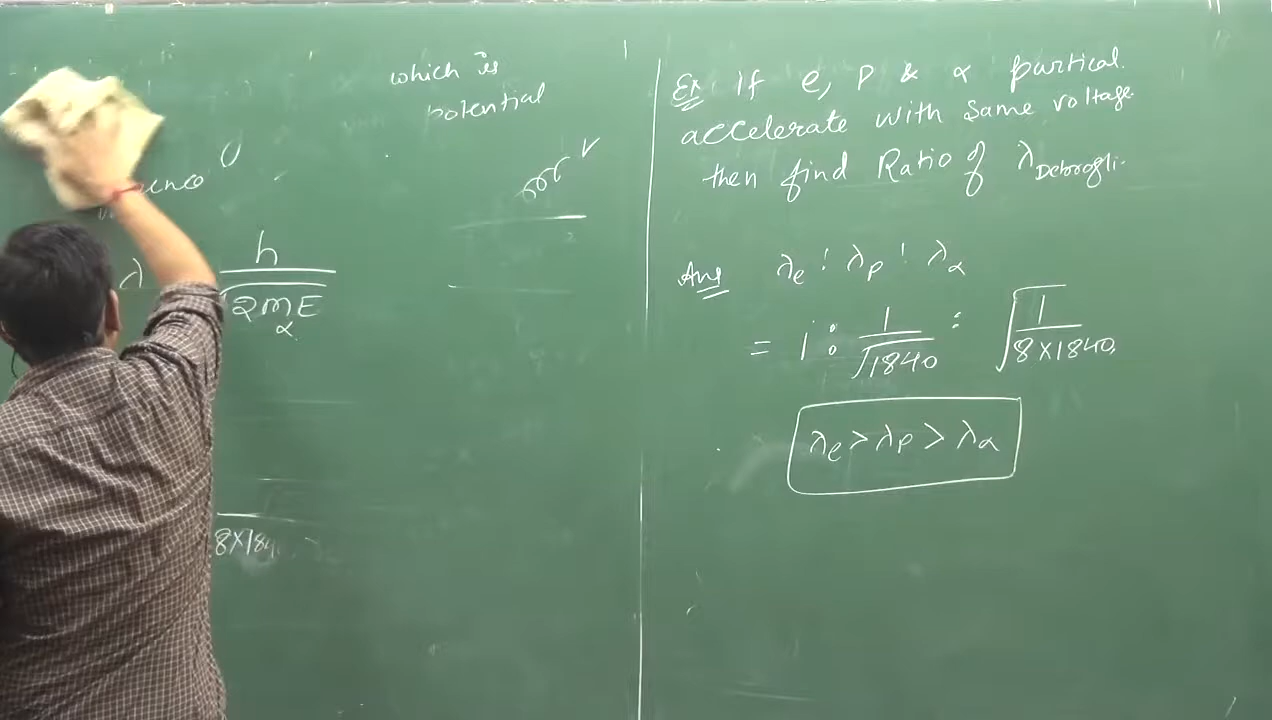 which is
potential
λ h
√2mE
α
8×184
Ex: If e, P & α partical
accelerate with same voltage
then find Ratio of λDebrogli.
Ans λe : λp : λα
= 1 : 1/√1840 : √1/8×1840
λe > λp > λα